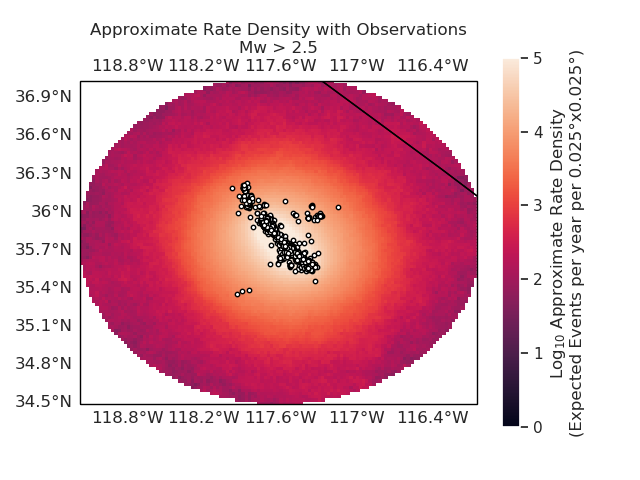 Approximate Rate Density with Observations
Mw > 2.5
118.8°W 118.2°W 117.6°W 117°W 116.4°W
36.9°N
36.6°N
36.3°N
36°N
35.7°N
35.4°N
35.1°N
34.8°N
34.5°N
118.8°W 118.2°W 117.6°W 117°W 116.4°W
5
4
3
2
1
0
Log₁₀ Approximate Rate Density
(Expected Events per year per 0.025°x0.025°)